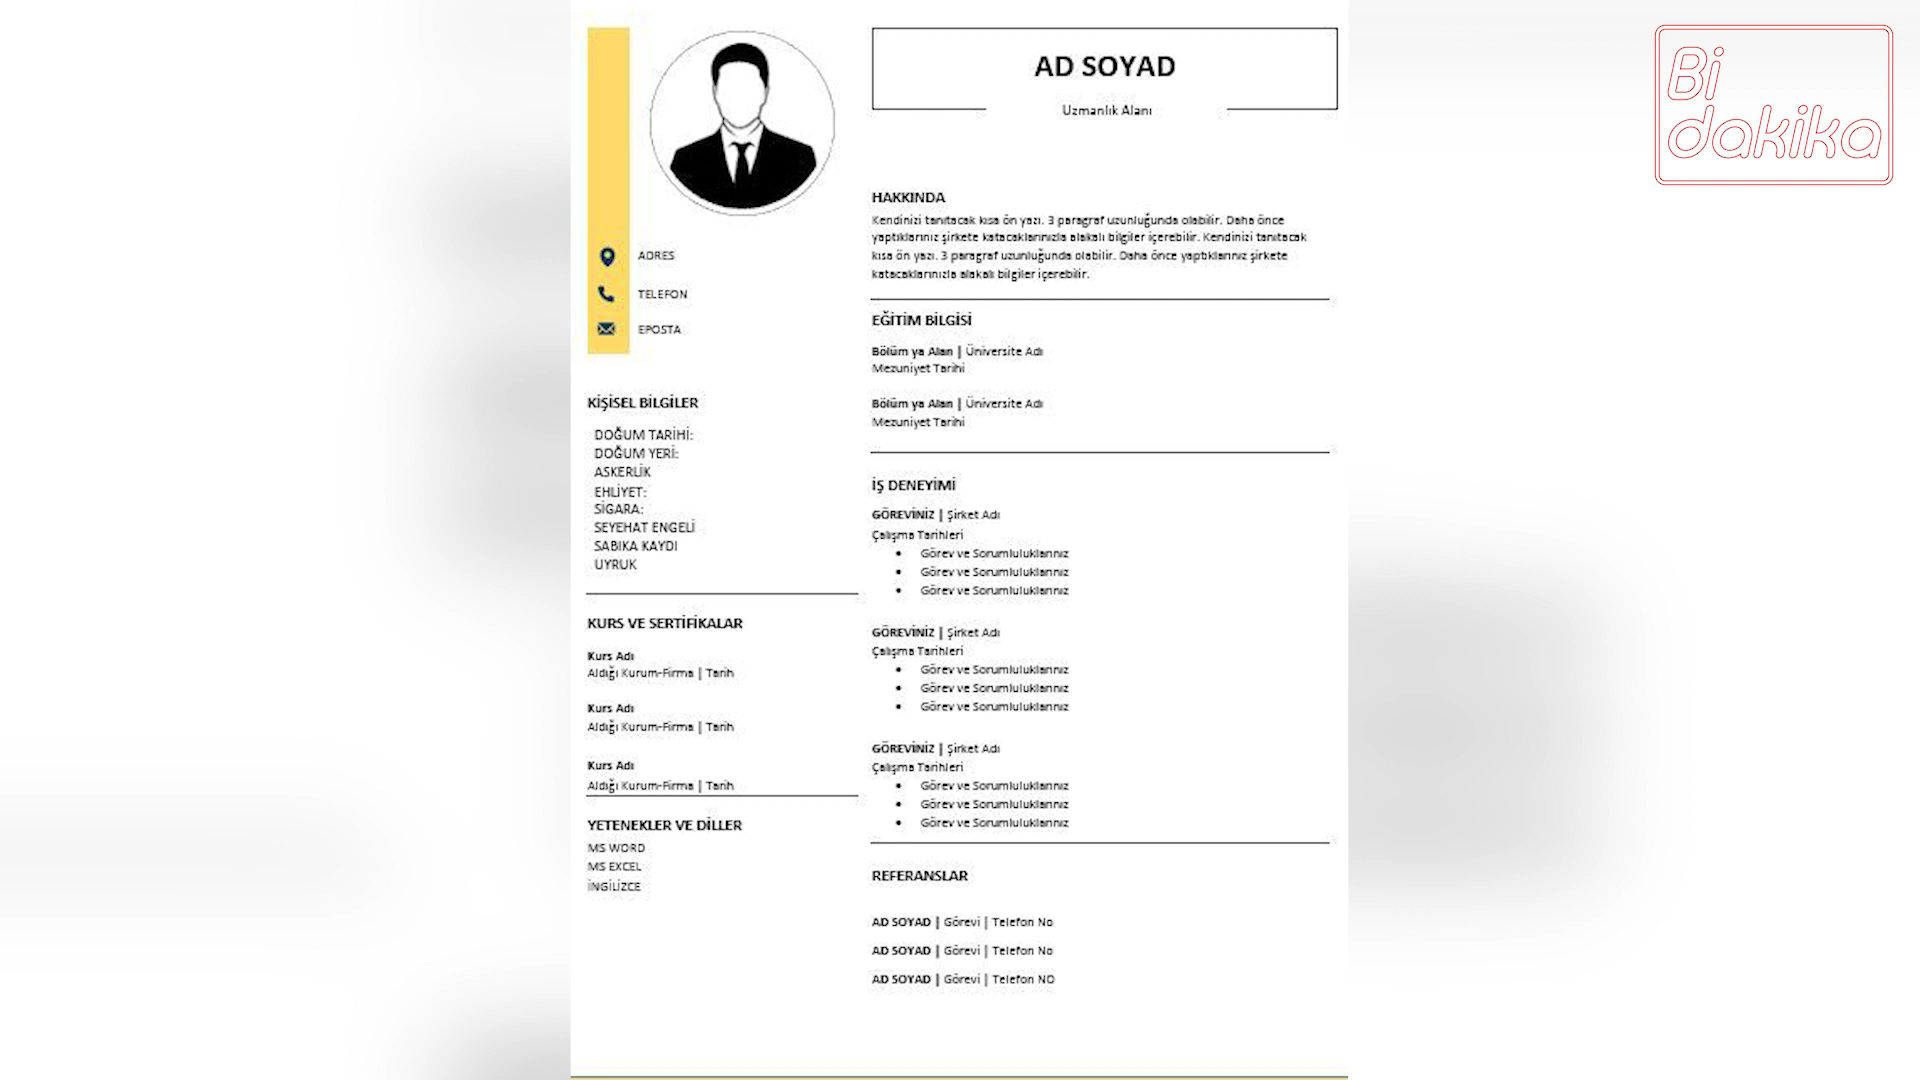 AD SOYAD
Uzmanlık Alanı
ADRES
TELEFON
EPOSTA
KİŞİSEL BİLGİLER
DOĞUM TARİHİ:
DOĞUM YERİ:
ASKERLİK
EHLİYET:
SİGARA:
SEYEHAT ENGELİ
SABIKA KAYDI
UYRUK
KURS VE SERTİFİKALAR
Kurs Adı
Aldığı Kurum-Firma | Tarih
Kurs Adı
Aldığı Kurum-Firma | Tarih
Kurs Adı
Aldığı Kurum-Firma | Tarih
YETENEKLER VE DİLLER
MS WORD
MS EXCEL
İNGİLİZCE
HAKKINDA
Kendinizi tanıtacak kısa ön yazı. 3 paragraf uzunluğunda olabilir. Daha önce
yaptıklarınız şirkete katacaklarınızla alakalı bilgiler içerebilir. Kendinizi tanıtacak
kısa ön yazı. 3 paragraf uzunluğunda olabilir. Daha önce yaptıklarınız şirkete
katacaklarınızla alakalı bilgiler içerebilir.
EĞİTİM BİLGİSİ
Bölüm ya Alan | Üniversite Adı
Mezuniyet Tarihi
Bölüm ya Alan | Üniversite Adı
Mezuniyet Tarihi
İŞ DENEYİMİ
GÖREVİNİZ | Şirket Adı
Çalışma Tarihleri
• Görev ve Sorumluluklarınız
• Görev ve Sorumluluklarınız
• Görev ve Sorumluluklarınız
GÖREVİNİZ | Şirket Adı
Çalışma Tarihleri
• Görev ve Sorumluluklarınız
• Görev ve Sorumluluklarınız
• Görev ve Sorumluluklarınız
GÖREVİNİZ | Şirket Adı
Çalışma Tarihleri
• Görev ve Sorumluluklarınız
• Görev ve Sorumluluklarınız
• Görev ve Sorumluluklarınız
REFERANSLAR
AD SOYAD | Görevi | Telefon No
AD SOYAD | Görevi | Telefon No
AD SOYAD | Görevi | Telefon NO
Bi
dakika